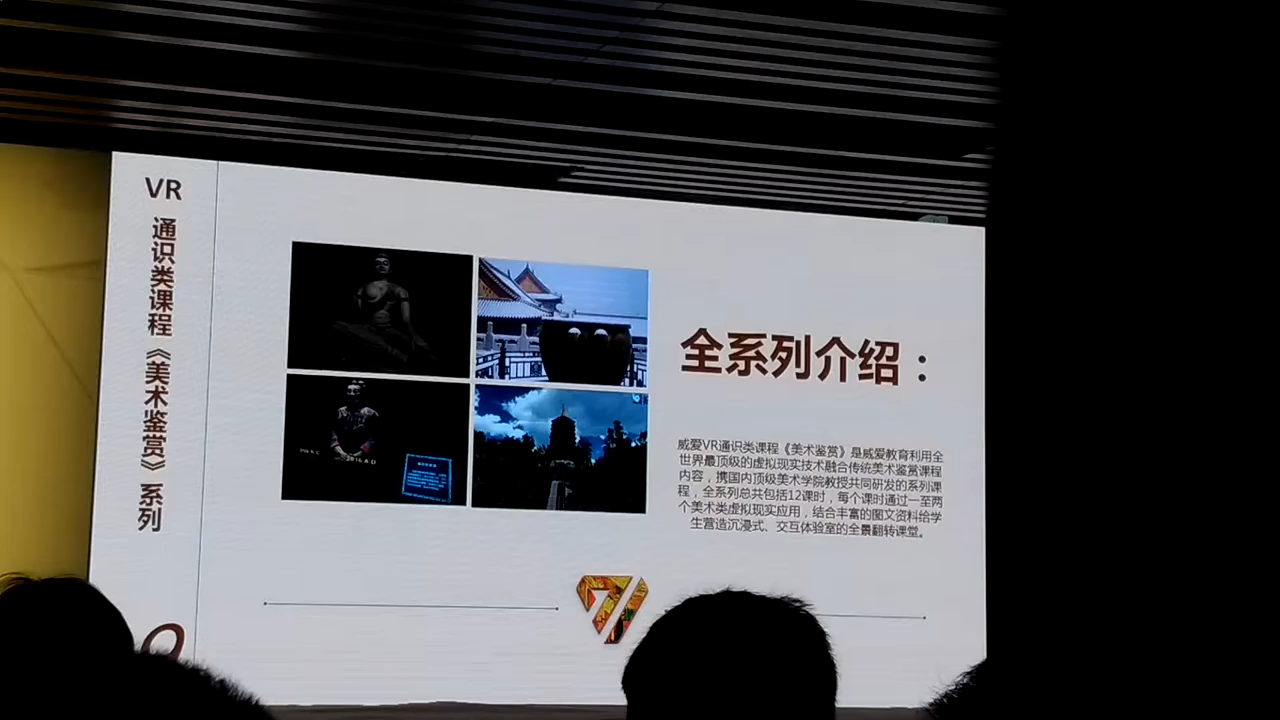 VR
通识类课程《美术鉴赏》系列
全系列介绍：
威爱VR通识类课程《美术鉴赏》是威爱教育利用全
世界最顶级的虚拟现实技术融合传统美术鉴赏课程
内容，携国内顶级美术学院教授共同研发的系列课
程，全系列总共包括12课时，每个课时通过一至两
个美术类虚拟现实应用，结合丰富的图文资料给学
生营造沉浸式、交互体验室的全景翻转课堂。